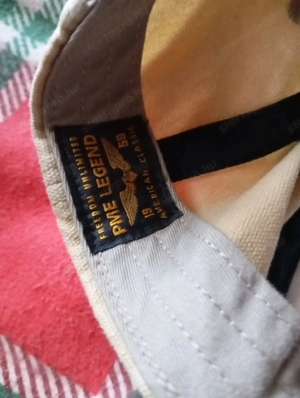 FREEDOM UNLIMITED
PME LEGEND
19 58
AMERICAN CLASSIC